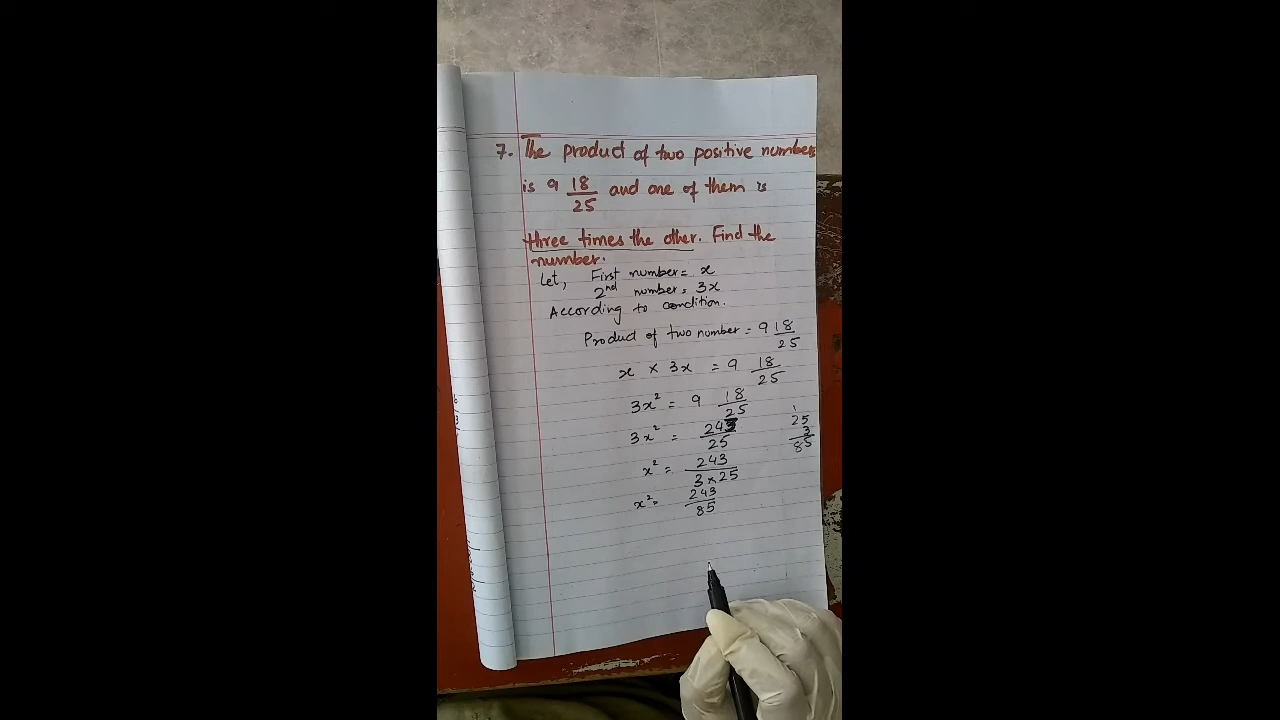 7. The product of two positive numbers
is 9 18/25 and one of them is
three times the other. Find the
number.
Let, First number = x
2nd number = 3x
According to condition.
Product of two number = 9 18/25
x × 3x = 9 18/25
3x² = 9 18/25
3x² = 243/25
x² = 243/3×25
x² = 243/85
1
25
3
85